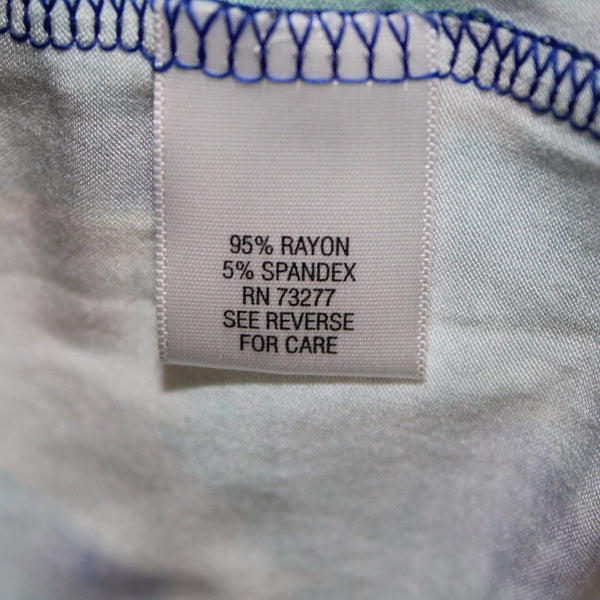 95% RAYON
5% SPANDEX
RN 73277
SEE REVERSE
FOR CARE